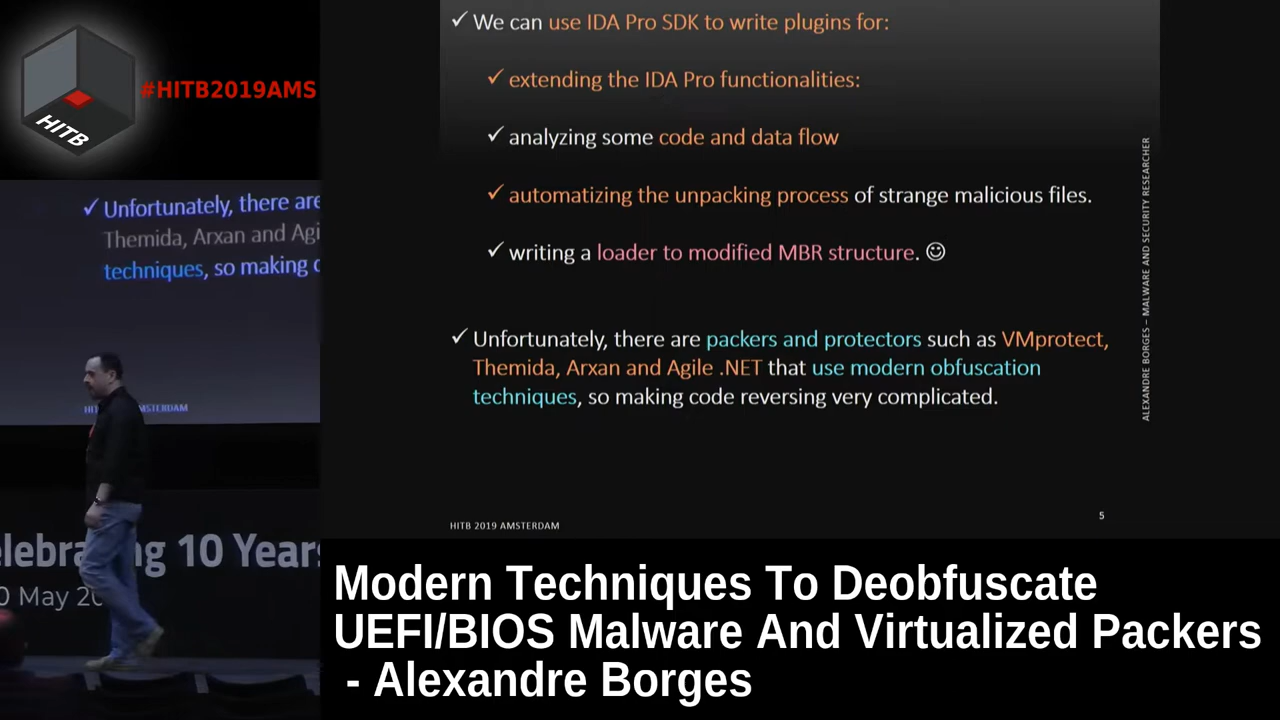 HITB
#HITB2019AMS
✓ Unfortunately, there are
Themida, Arxan and Agi
techniques, so making
HIT
MSTERDAM
elebra
ng 10 Years
0 May 20
✓ We can use IDA Pro SDK to write plugins for:
✓ extending the IDA Pro functionalities:
✓ analyzing some code and data flow
✓ automatizing the unpacking process of strange malicious files.
✓ writing a loader to modified MBR structure. ☺
✓ Unfortunately, there are packers and protectors such as VMprotect,
Themida, Arxan and Agile .NET that use modern obfuscation
techniques, so making code reversing very complicated.
HITB 2019 AMSTERDAM
5
ALEXANDRE BORGES – MALWARE AND SECURITY RESEARCHER
Modern Techniques To Deobfuscate
UEFI/BIOS Malware And Virtualized Packers
- Alexandre Borges